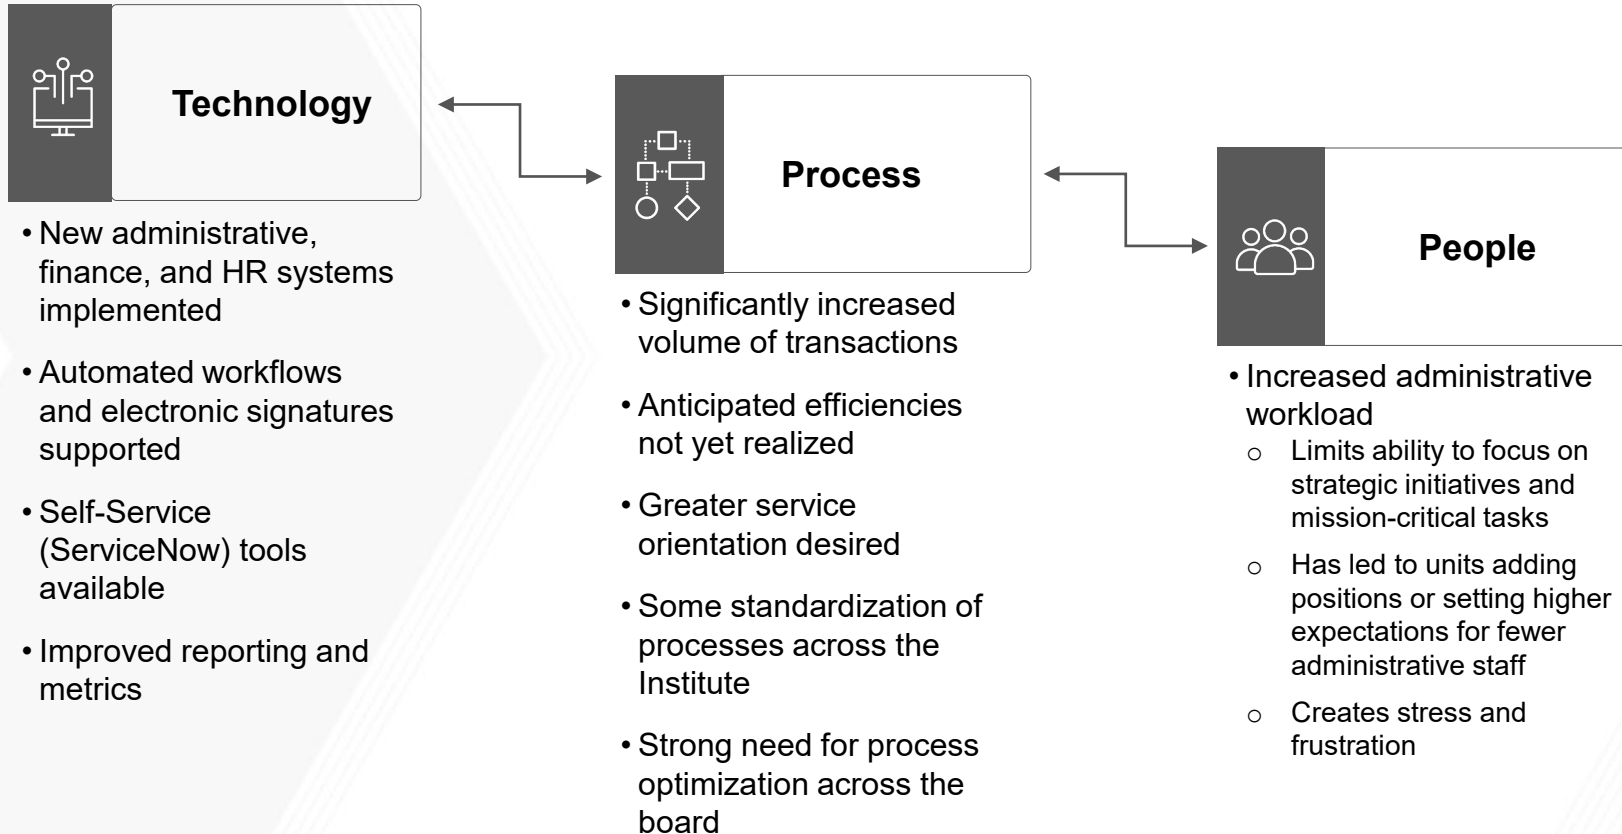 Technology
• New administrative,
finance, and HR systems
implemented
• Automated workflows
and electronic signatures
supported
• Self-Service
(ServiceNow) tools
available
• Improved reporting and
metrics
Process
• Significantly increased
volume of transactions
• Anticipated efficiencies
not yet realized
• Greater service
orientation desired
• Some standardization of
processes across the
Institute
• Strong need for process
optimization across the
board
People
• Increased administrative
workload
o Limits ability to focus on
strategic initiatives and
mission-critical tasks
o Has led to units adding
positions or setting higher
expectations for fewer
administrative staff
o Creates stress and
frustration